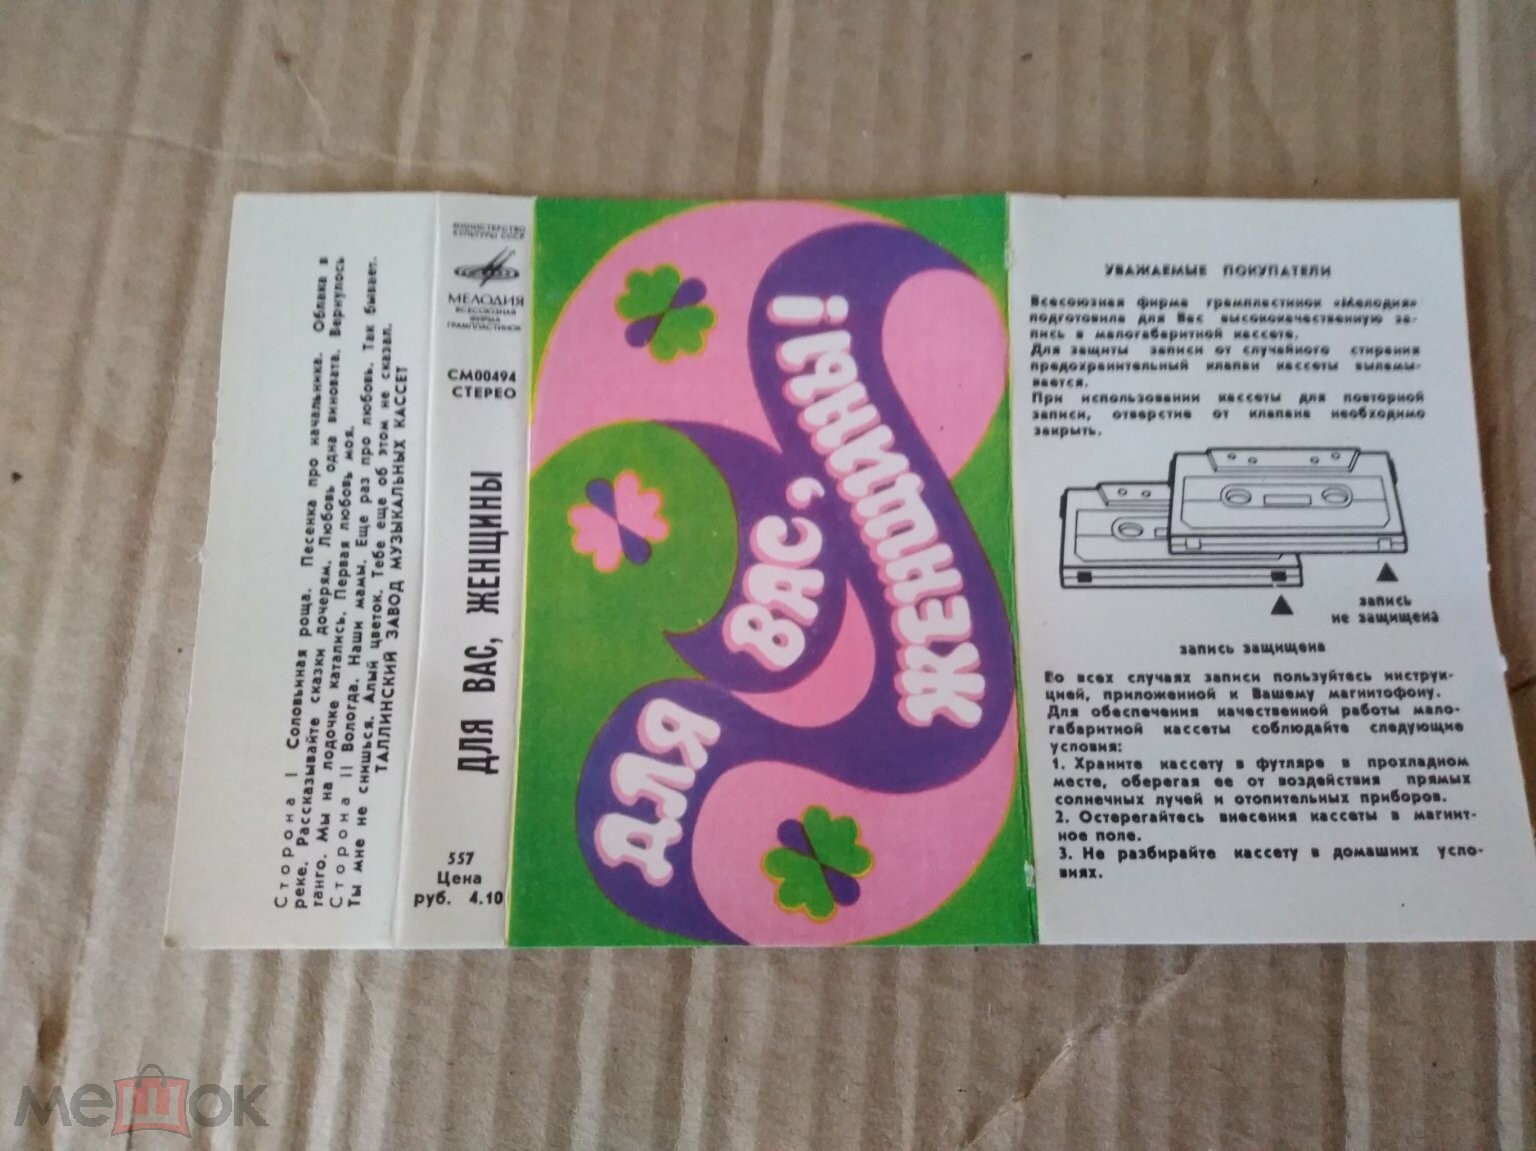 Сторона I Соловьиная роща. Песенка про начальника. Облака в
реке. Рассказывайте сказки дочерям. Любовь одна виновата. Вернулось
танго. Мы на лодочке катались. Первая любовь моя.
Сторона II Вологда. Наши мамы. Еще раз про любовь. Так бывает.
Ты мне не снишься. Алый цветок. Тебе еще об этом не сказал.
ТАЛЛИНСКИЙ ЗАВОД МУЗЫКАЛЬНЫХ КАССЕТ
МИНИСТЕРСТВО
КУЛЬТУРЫ СССР
МЕЛОДИЯ
ВСЕСОЮЗНАЯ
ФИРМА
ГРАМПЛАСТИНОК
СМ00494
СТЕРЕО
ДЛЯ ВАС, ЖЕНЩИНЫ
557
Цена
руб. 4.10
ДЛЯ
ВАС,
ЖЕНЩИНЫ!
УВАЖАЕМЫЕ ПОКУПАТЕЛИ
Всесоюзная фирма грампластинок «Мелодия»
подготовила для Вас высококачественную за-
пись в малогабаритной кассете.
Для защиты записи от случайного стирания
предохранительный клапан кассеты выламы-
вается.
При использовании кассеты для повторной
записи, отверстие от клапана необходимо
закрыть.
запись
не защищена
запись защищена
Во всех случаях записи пользуйтесь инструк-
цией, приложенной к Вашему магнитофону.
Для обеспечения качественной работы мало-
габаритной кассеты соблюдайте следующие
условия:
1. Храните кассету в футляре в прохладном
месте, оберегая ее от воздействия прямых
солнечных лучей и отопительных приборов.
2. Остерегайтесь внесения кассеты в магнит-
ное поле.
3. Не разбирайте кассету в домашних усло-
виях.
мешок